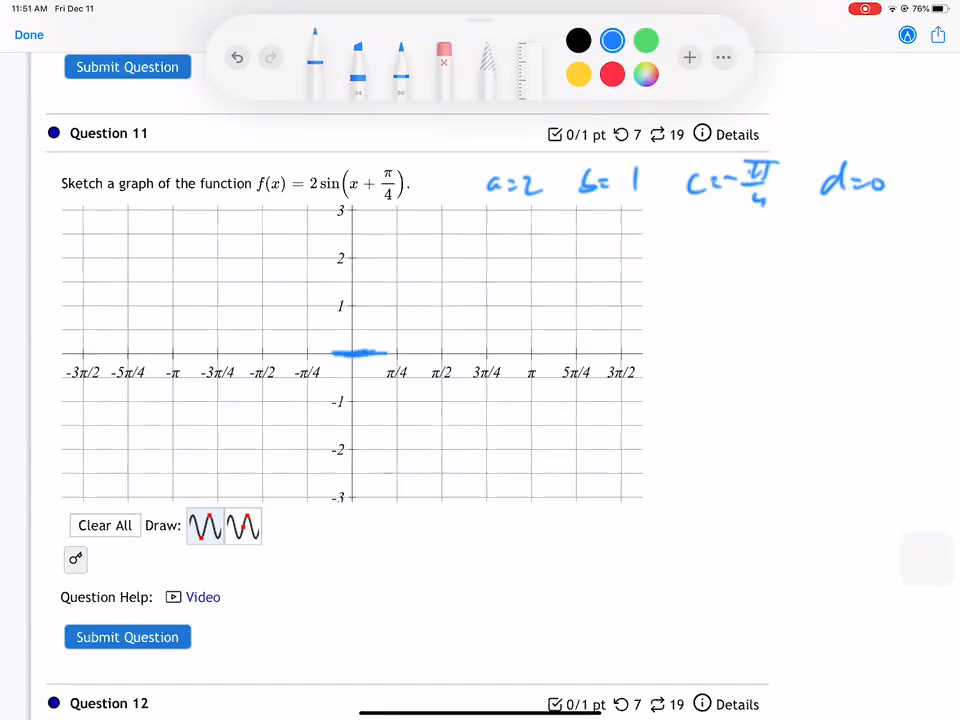 11:51 AM Fri Dec 11
76%
Done
34
50
Submit Question
Question 11
0/1 pt 7 19 Details
Sketch a graph of the function f(x) = 2 sin(x + π/4).
a=2 b=1 c=-π/4 d=0
3
2
1
-3π/2 -5π/4 -π -3π/4 -π/2 -π/4 π/4 π/2 3π/4 π 5π/4 3π/2
-1
-2
-3
Clear All Draw:
Question Help: Video
Submit Question
Question 12
0/1 pt 7 19 Details